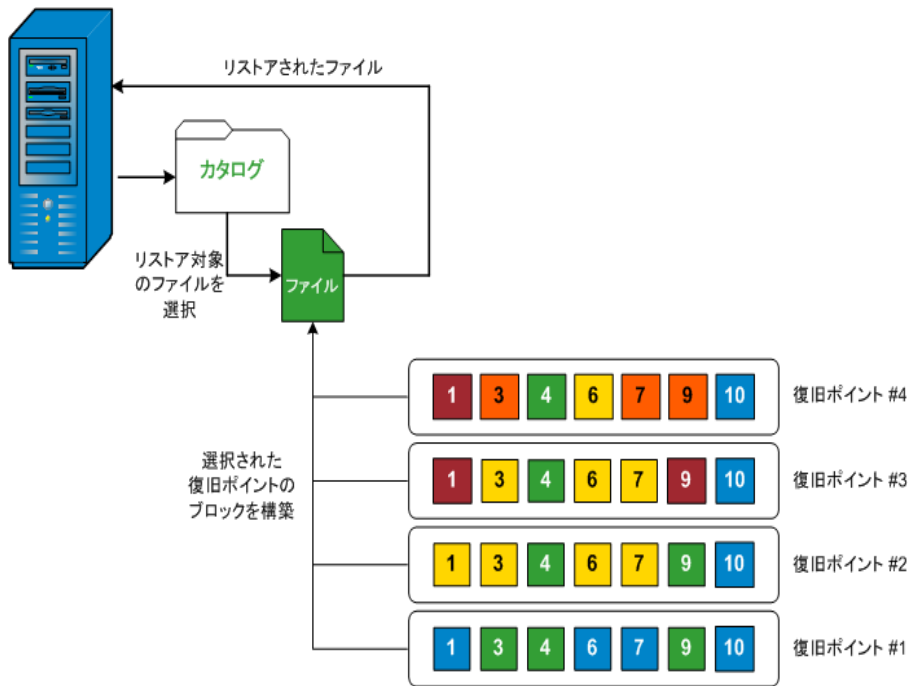 リストアされたファイル
カタログ
リストア対象
のファイルを
選択
ファイル
1 3 4 6 7 9 10
復旧ポイント #4
選択された
復旧ポイントの
ブロックを構築
1 3 4 6 7 9 10
復旧ポイント #3
1 3 4 6 7 9 10
復旧ポイント #2
1 3 4 6 7 9 10
復旧ポイント #1